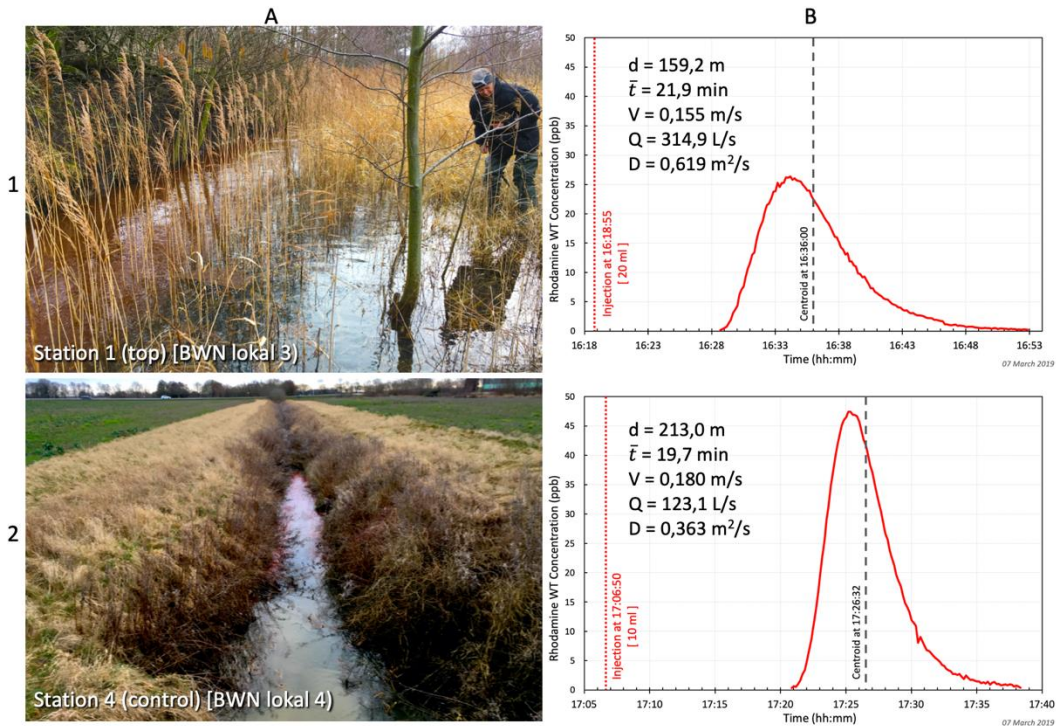 A
B
1
Station 1 (top) [BWN lokal 3)
Rhodamine WT Concentration (ppb)
50
45
40
35
30
25
20
15
10
5
0
d = 159,2 m
t̄ = 21,9 min
V = 0,155 m/s
Q = 314,9 L/s
D = 0,619 m²/s
Injection at 16:18:55
[ 20 ml ]
Centroid at 16:36:00
16:18 16:23 16:28 16:33 16:38 16:43 16:48 16:53
Time (hh:mm)
07 March 2019
2
Station 4 (control) [BWN lokal 4)
Rhodamine WT Concentration (ppb)
50
45
40
35
30
25
20
15
10
5
0
d = 213,0 m
t̄ = 19,7 min
V = 0,180 m/s
Q = 123,1 L/s
D = 0,363 m²/s
Injection at 17:06:50
[ 10 ml ]
Centroid at 17:26:32
17:05 17:10 17:15 17:20 17:25 17:30 17:35 17:40
Time (hh:mm)
07 March 2019